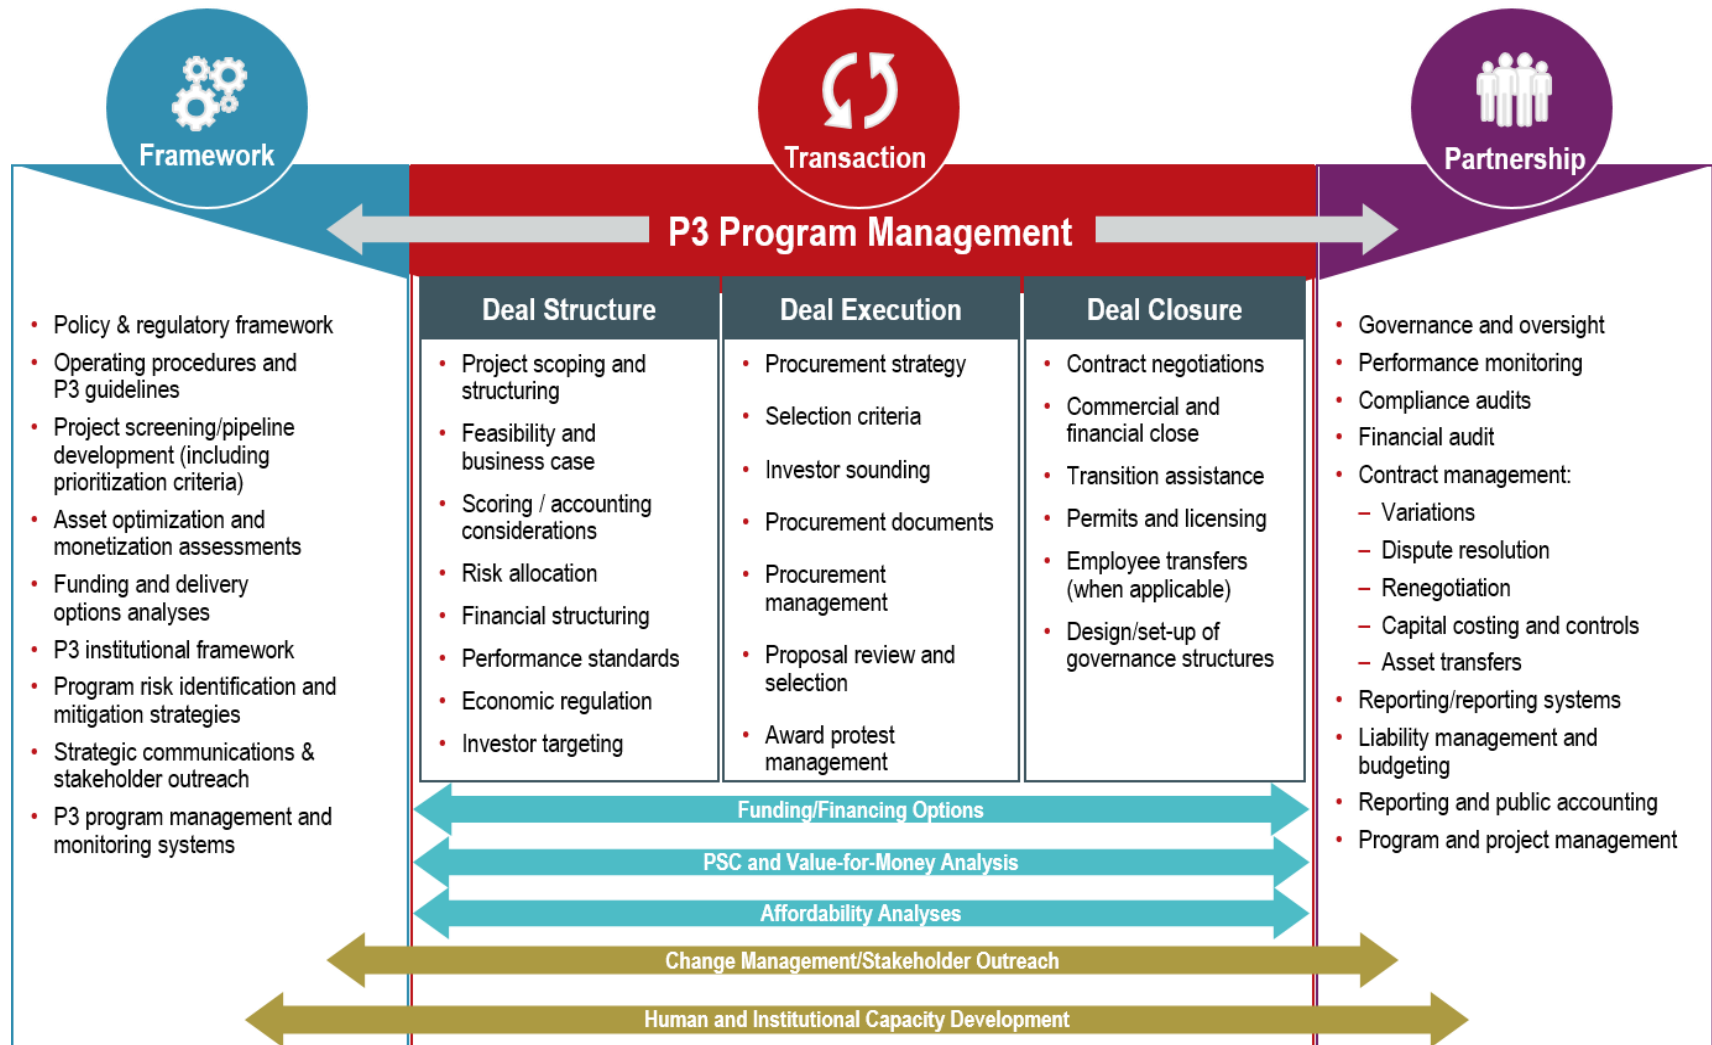 Framework
Transaction
Partnership
P3 Program Management
• Policy & regulatory framework
• Operating procedures and
P3 guidelines
• Project screening/pipeline
development (including
prioritization criteria)
• Asset optimization and
monetization assessments
• Funding and delivery
options analyses
• P3 institutional framework
• Program risk identification and
mitigation strategies
• Strategic communications &
stakeholder outreach
• P3 program management and
monitoring systems
Deal Structure
• Project scoping and
structuring
• Feasibility and
business case
• Scoring / accounting
considerations
• Risk allocation
• Financial structuring
• Performance standards
• Economic regulation
• Investor targeting
Deal Execution
• Procurement strategy
• Selection criteria
• Investor sounding
• Procurement documents
• Procurement
management
• Proposal review and
selection
• Award protest
management
Deal Closure
• Contract negotiations
• Commercial and
financial close
• Transition assistance
• Permits and licensing
• Employee transfers
(when applicable)
• Design/set-up of
governance structures
• Governance and oversight
• Performance monitoring
• Compliance audits
• Financial audit
• Contract management:
– Variations
– Dispute resolution
– Renegotiation
– Capital costing and controls
– Asset transfers
• Reporting/reporting systems
• Liability management and
budgeting
• Reporting and public accounting
• Program and project management
Funding/Financing Options
PSC and Value-for-Money Analysis
Affordability Analyses
Change Management/Stakeholder Outreach
Human and Institutional Capacity Development